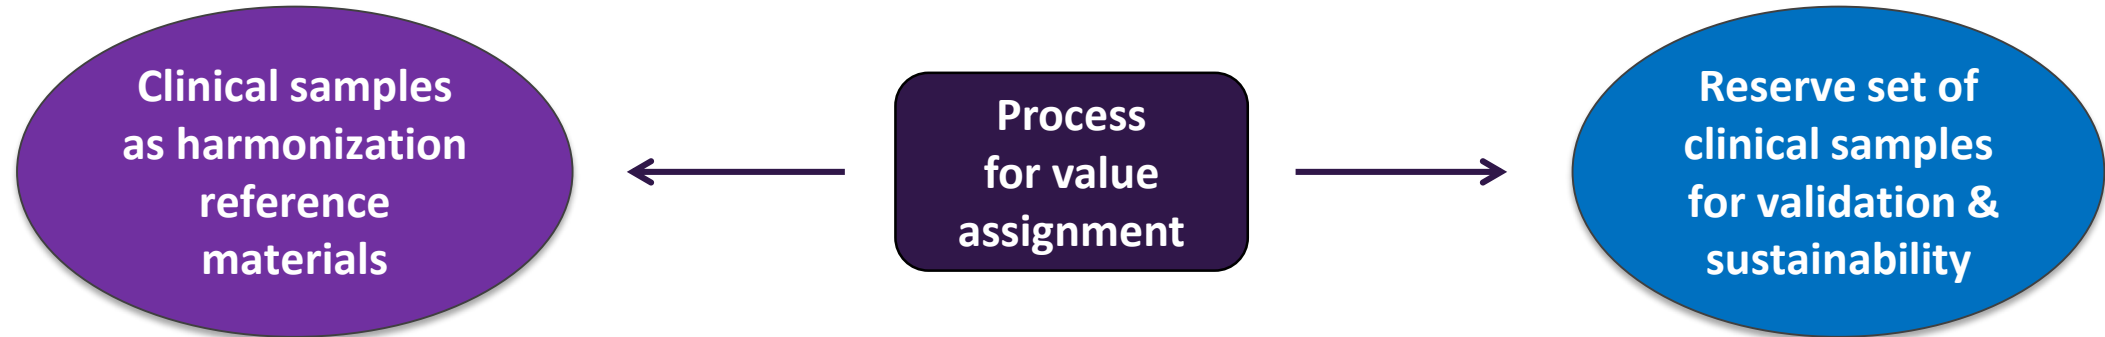 Clinical samples
as harmonization
reference
materials
Process
for value
assignment
Reserve set of
clinical samples
for validation &
sustainability